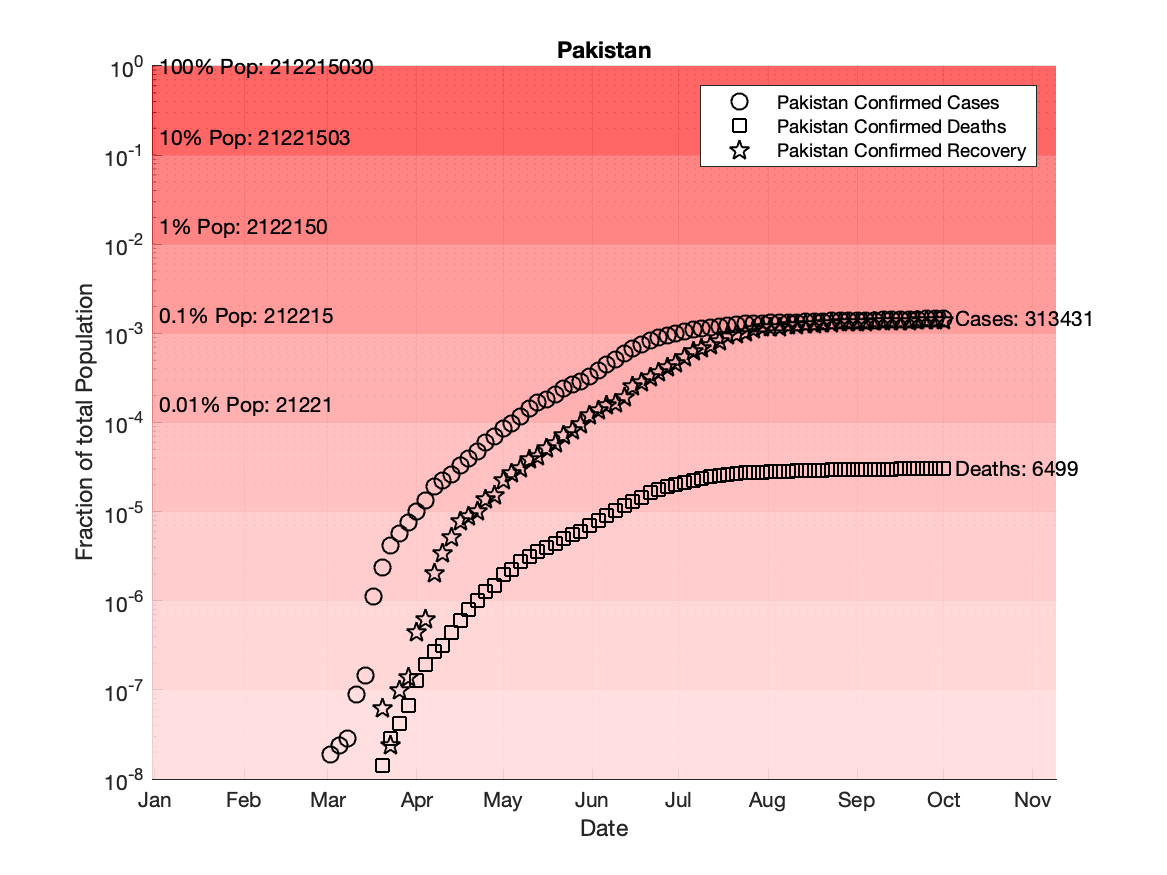 Pakistan
10^0
100% Pop: 212215030
Pakistan Confirmed Cases
Pakistan Confirmed Deaths
Pakistan Confirmed Recovery
10% Pop: 21221503
10^-1
1% Pop: 2122150
10^-2
0.1% Pop: 212215
10^-3
Cases: 313431
0.01% Pop: 21221
10^-4
Deaths: 6499
10^-5
10^-6
10^-7
10^-8
Fraction of total Population
Jan Feb Mar Apr May Jun Jul Aug Sep Oct Nov
Date